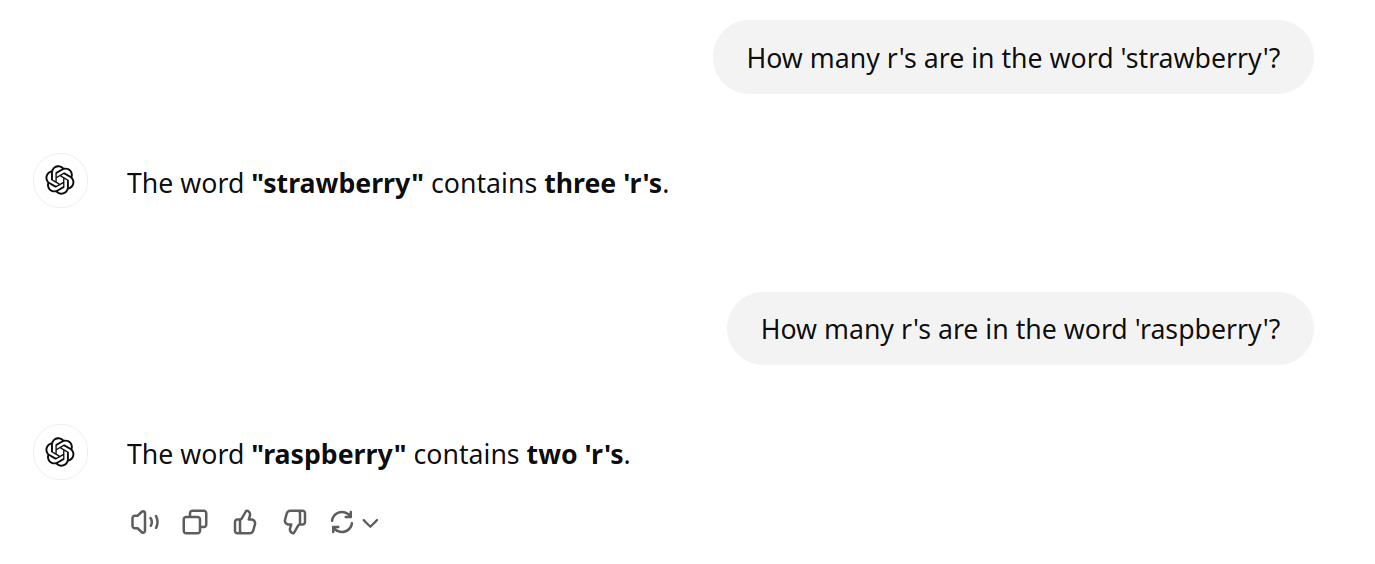 How many r's are in the word 'strawberry'?
The word "strawberry" contains three 'r's.
How many r's are in the word 'raspberry'?
The word "raspberry" contains two 'r's.